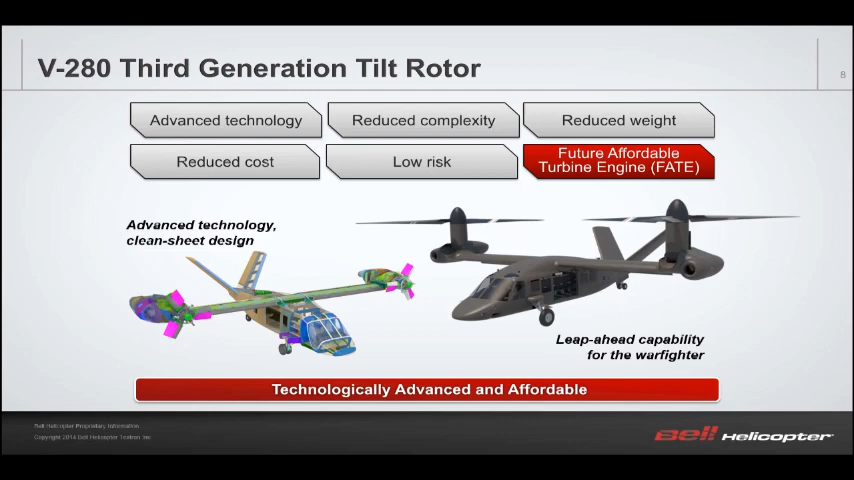 V-280 Third Generation Tilt Rotor
8
Advanced technology
Reduced complexity
Reduced weight
Reduced cost
Low risk
Future Affordable
Turbine Engine (FATE)
Advanced technology,
clean-sheet design
Leap-ahead capability
for the warfighter
Technologically Advanced and Affordable
Bell Helicopter Proprietary Information
Copyright 2014 Bell Helicopter Textron Inc.
Bell Helicopter